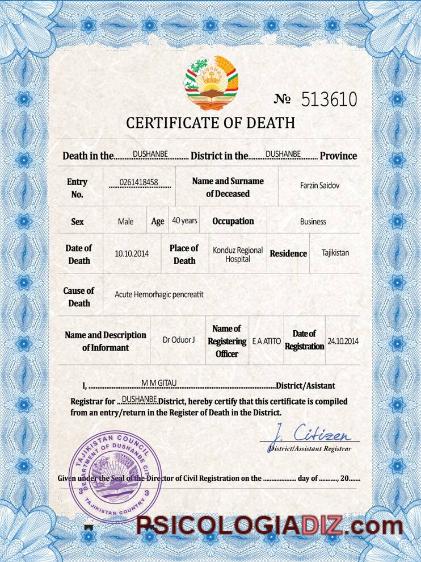 № 513610
CERTIFICATE OF DEATH
Death in the DUSHANBE District in the DUSHANBE Province
Entry No. 0261418458 Name and Surname of Deceased Farzin Saidov
Sex Male Age 40 years Occupation Business
Date of Death 10.10.2014 Place of Death Konduz Regional Hospital Residence Tajikistan
Cause of Death Acute Hemorhagic pencreatit
Name and Description of Informant Dr Oduor J Name of Registering Officer E.A ATITO Date of Registration 24.10.2014
I, M M GITAU District/Asistant
Registrar for DUSHANBE District, hereby certify that this certificate is compiled
from an entry/return in the Register of Death in the District.
J. Citizen
District/Assistant Registrar
TAJIKISTAN COUNCIL
DEPARTMENT OF DUSHANBE
TAJIKISTAN COUNTRY
Given under the Seal of the Director of Civil Registration on the ............... day of ........, 20.....
PSICOLOGIADIZ.com